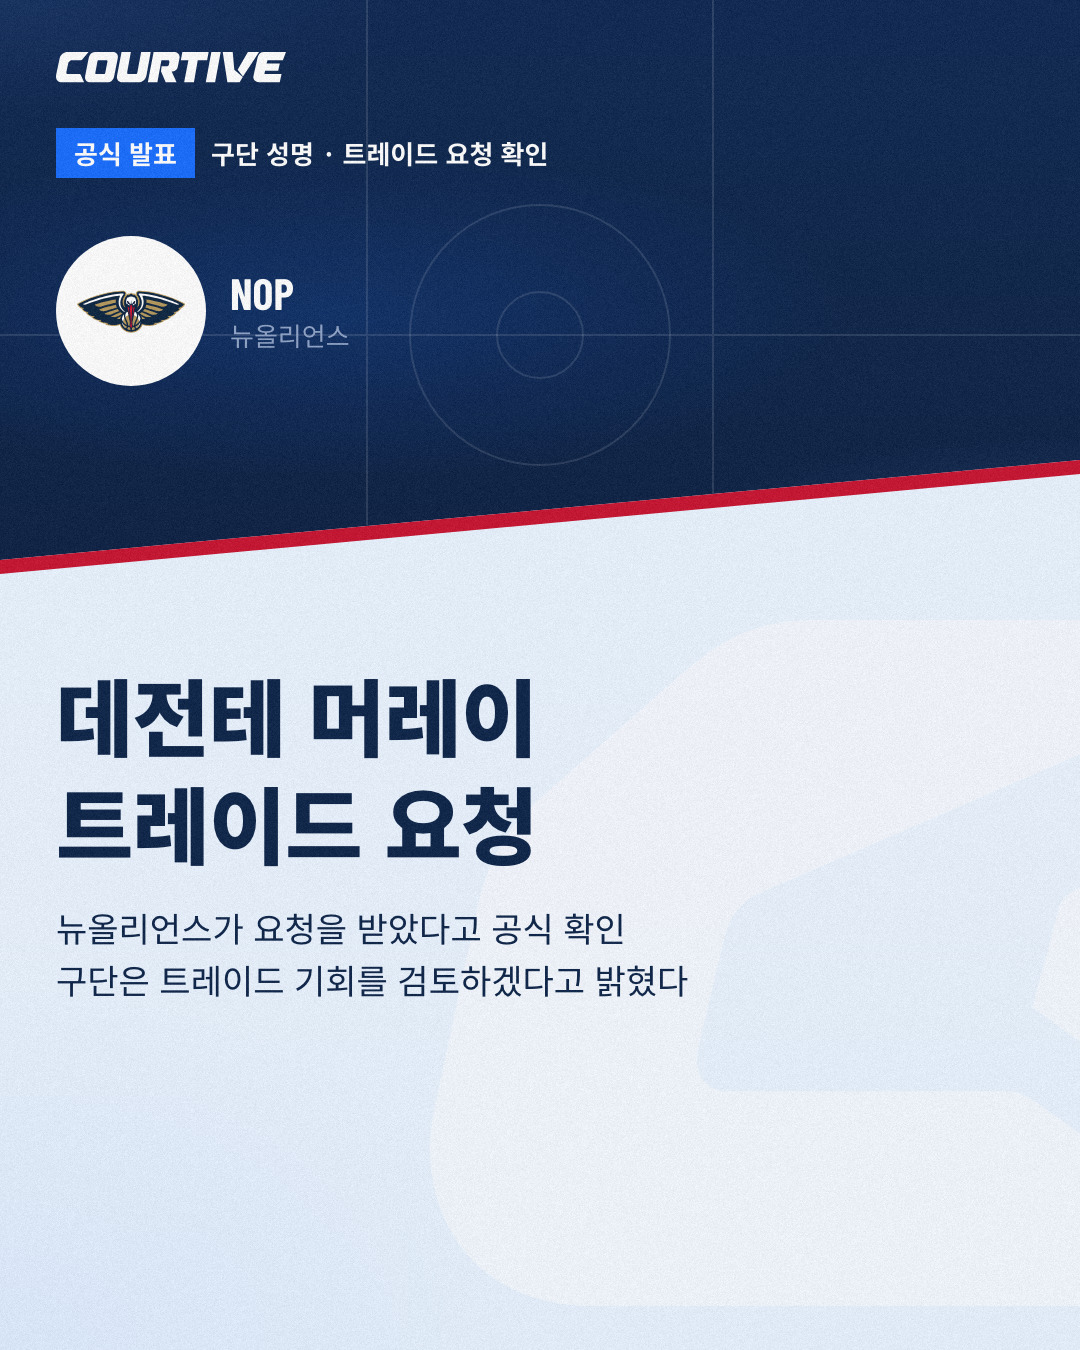 COURTIVE
공식 발표 구단 성명 · 트레이드 요청 확인
NOP
뉴올리언스
데전테 머레이
트레이드 요청
뉴올리언스가 요청을 받았다고 공식 확인
구단은 트레이드 기회를 검토하겠다고 밝혔다